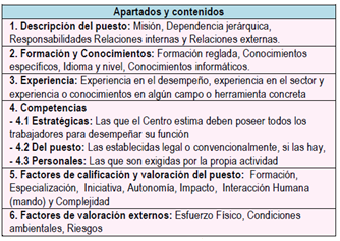 Apartados y contenidos
1. Descripción del puesto: Misión, Dependencia jerárquica,
Responsabilidades Relaciones internas y Relaciones externas.
2. Formación y Conocimientos: Formación reglada, Conocimientos
específicos, Idioma y nivel, Conocimientos informáticos.
3. Experiencia: Experiencia en el desempeño, experiencia en el sector y
experiencia o conocimientos en algún campo o herramienta concreta
4. Competencias
- 4.1 Estratégicas: Las que el Centro estima deben poseer todos los
trabajadores para desempeñar su función
- 4.2 Del puesto: Las establecidas legal o convencionalmente, si las hay,
- 4.3 Personales: Las que son exigidas por la propia actividad
5. Factores de calificación y valoración del puesto: Formación,
Especialización, Iniciativa, Autonomía, Impacto, Interacción Humana
(mando) y Complejidad
6. Factores de valoración externos: Esfuerzo Físico, Condiciones
ambientales, Riesgos